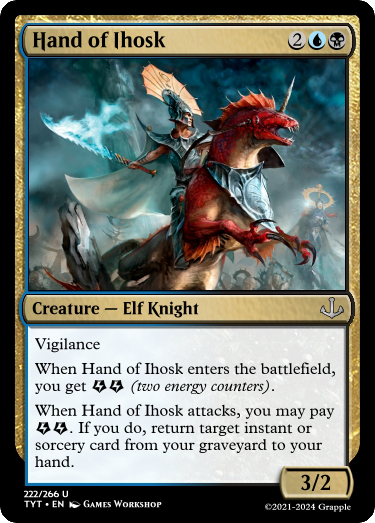 Hand of Ihosk 2
Creature — Elf Knight
Vigilance
When Hand of Ihosk enters the battlefield,
you get (two energy counters).
When Hand of Ihosk attacks, you may pay
. If you do, return target instant or
sorcery card from your graveyard to your
hand.
3/2
222/266 U
TYT • EN Games Workshop
©2021-2024 Grapple